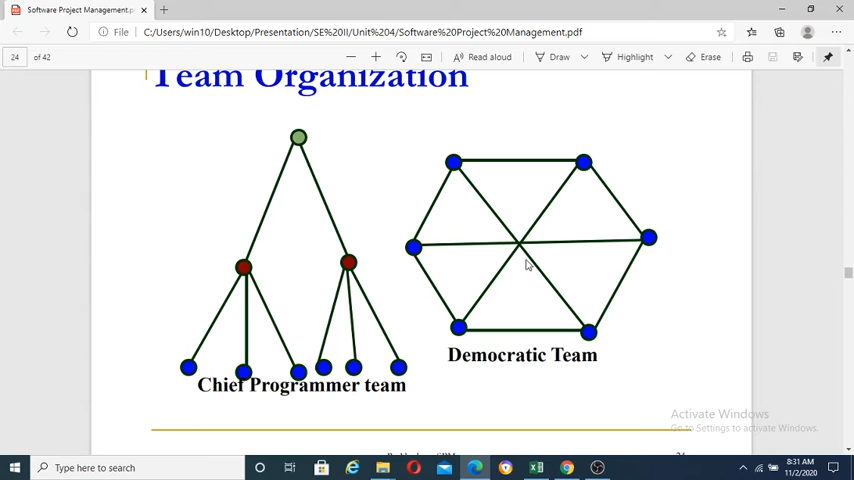 Software Project Management.p
File
C:/Users/win10/Desktop/Presentation/SE%20II/Unit%204/Software%20Project%20Management.pdf
24
of 42
Read aloud
Draw
Highlight
Erase
Team Organization
Democratic Team
Chief Programmer team
Activate Windows
Go to Settings to activate Windows.
Type here to search
8:31 AM
11/2/2020